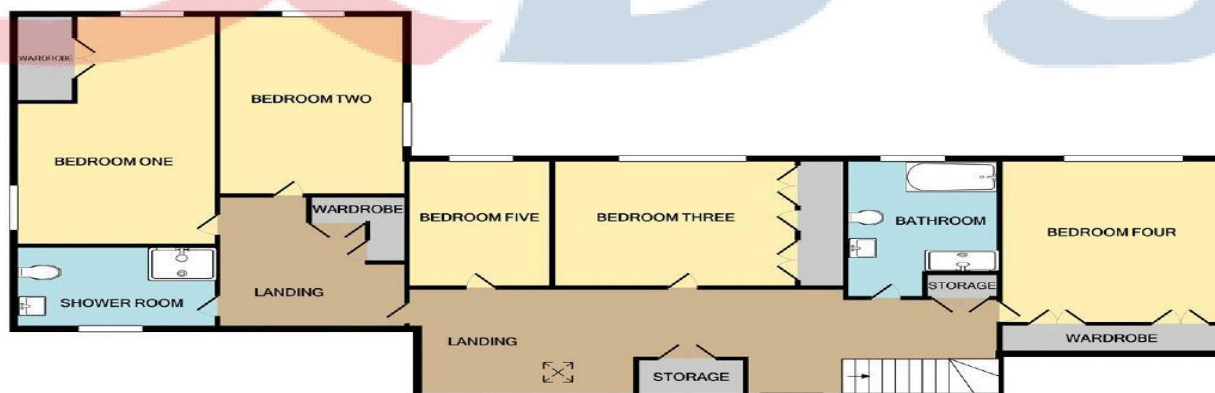 WARDROBE
BEDROOM TWO
BEDROOM ONE
WARDROBE
BEDROOM FIVE
BEDROOM THREE
BATHROOM
BEDROOM FOUR
SHOWER ROOM
LANDING
STORAGE
LANDING
WARDROBE
STORAGE